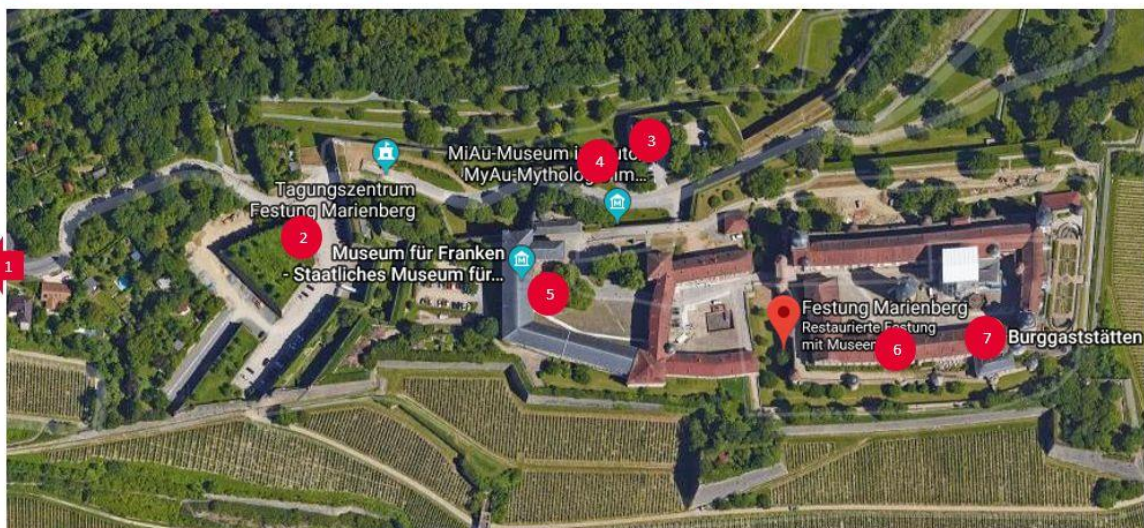 3
MiAu-Museum i
4
MyAu-Mytholog
im...
Tagungszentrum
Festung Marienberg
2
1
Museum für Franken
- Staatliches Museum für...
5
Festung Marienberg
Restaurierte Festung
mit Museen
6
7
Burggaststätten